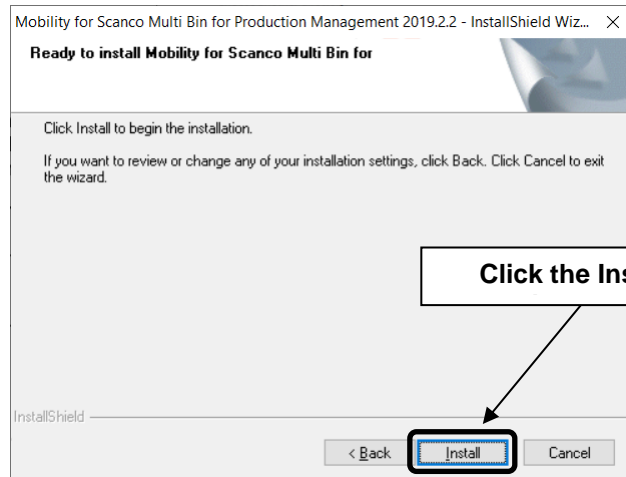 Mobility for Scanco Multi Bin for Production Management 2019.2.2 - InstallShield Wiz...
Ready to install Mobility for Scanco Multi Bin for
Click Install to begin the installation.
If you want to review or change any of your installation settings, click Back. Click Cancel to exit
the wizard.
Click the Ins
InstallShield
< Back
Install
Cancel